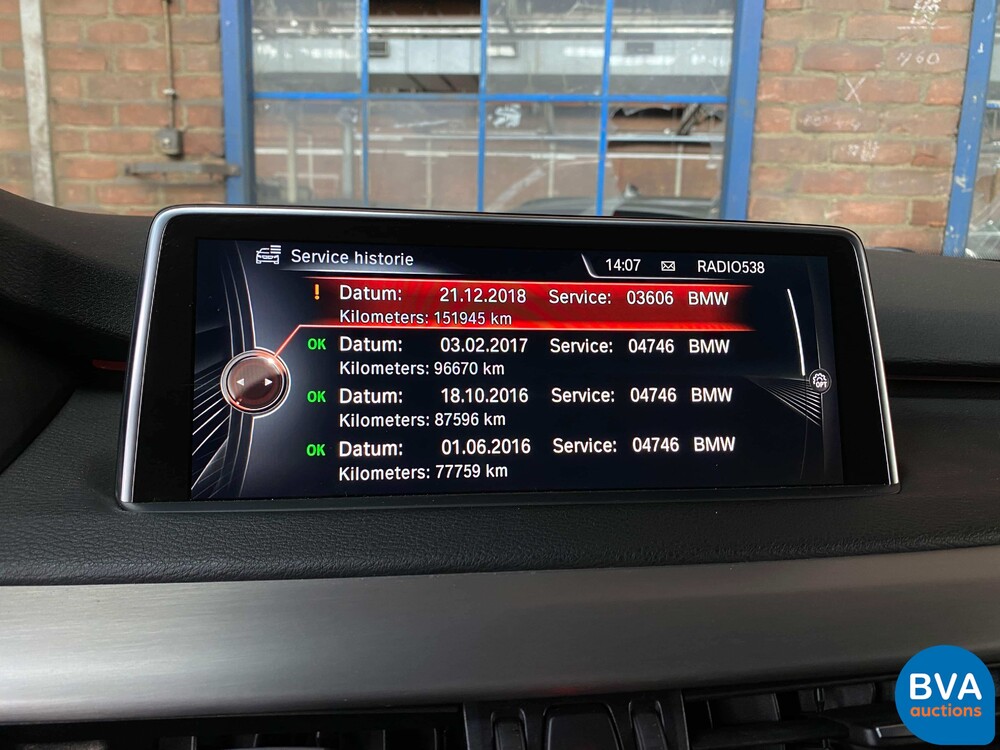 Service historie 14:07 RADIO538
! Datum: 21.12.2018 Service: 03606 BMW
Kilometers: 151945 km
OK Datum: 03.02.2017 Service: 04746 BMW
Kilometers: 96670 km
OK Datum: 18.10.2016 Service: 04746 BMW
Kilometers: 87596 km
OK Datum: 01.06.2016 Service: 04746 BMW
Kilometers: 77759 km
OPT
BVA
auctions